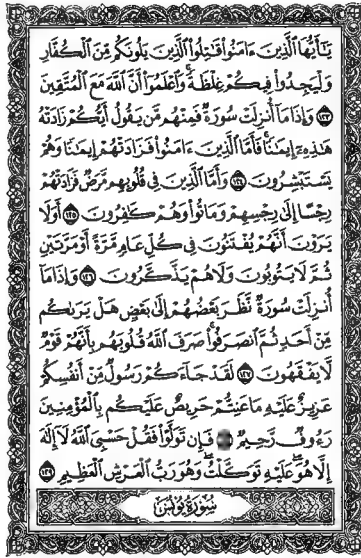 يَٰٓأَيُّهَا ٱلَّذِينَ ءَامَنُوا۟ قَٰتِلُوا۟ ٱلَّذِينَ يَلُونَكُم مِّنَ ٱلْكُفَّارِ
وَلْيَجِدُوا۟ فِيكُمْ غِلْظَةً ۚ وَٱعْلَمُوٓا۟ أَنَّ ٱللَّهَ مَعَ ٱلْمُتَّقِينَ
١٢٣ وَإِذَا مَآ أُنزِلَتْ سُورَةٌ فَمِنْهُم مَّن يَقُولُ أَيُّكُمْ زَادَتْهُ
هَٰذِهِۦٓ إِيمَٰنًا ۚ فَأَمَّا ٱلَّذِينَ ءَامَنُوا۟ فَزَادَتْهُمْ إِيمَٰنًا وَهُمْ
يَسْتَبْشِرُونَ ١٢٤ وَأَمَّا ٱلَّذِينَ فِى قُلُوبِهِم مَّرَضٌ فَزَادَتْهُمْ
رِجْسًا إِلَىٰ رِجْسِهِمْ وَمَاتُوا۟ وَهُمْ كَٰفِرُونَ ١٢٥ أَوَلَا
يَرَوْنَ أَنَّهُمْ يُفْتَنُونَ فِى كُلِّ عَامٍ مَّرَّةً أَوْ مَرَّتَيْنِ
ثُمَّ لَا يَتُوبُونَ وَلَا هُمْ يَذَّكَّرُونَ ١٢٦ وَإِذَا مَآ
أُنزِلَتْ سُورَةٌ نَّظَرَ بَعْضُهُمْ إِلَىٰ بَعْضٍ هَلْ يَرَىٰكُم
مِّنْ أَحَدٍ ثُمَّ ٱنصَرَفُوا۟ ۚ صَرَفَ ٱللَّهُ قُلُوبَهُم بِأَنَّهُمْ قَوْمٌ
لَّا يَفْقَهُونَ ١٢٧ لَقَدْ جَآءَكُمْ رَسُولٌ مِّنْ أَنفُسِكُمْ
عَزِيزٌ عَلَيْهِ مَا عَنِتُّمْ حَرِيصٌ عَلَيْكُم بِٱلْمُؤْمِنِينَ
رَءُوفٌ رَّحِيمٌ فَإِن تَوَلَّوْا۟ فَقُلْ حَسْبِىَ ٱللَّهُ لَآ إِلَٰهَ
إِلَّا هُوَ ۖ عَلَيْهِ تَوَكَّلْتُ ۖ وَهُوَ رَبُّ ٱلْعَرْشِ ٱلْعَظِيمِ ١٢٩
سُورَةُ يُونُسَ